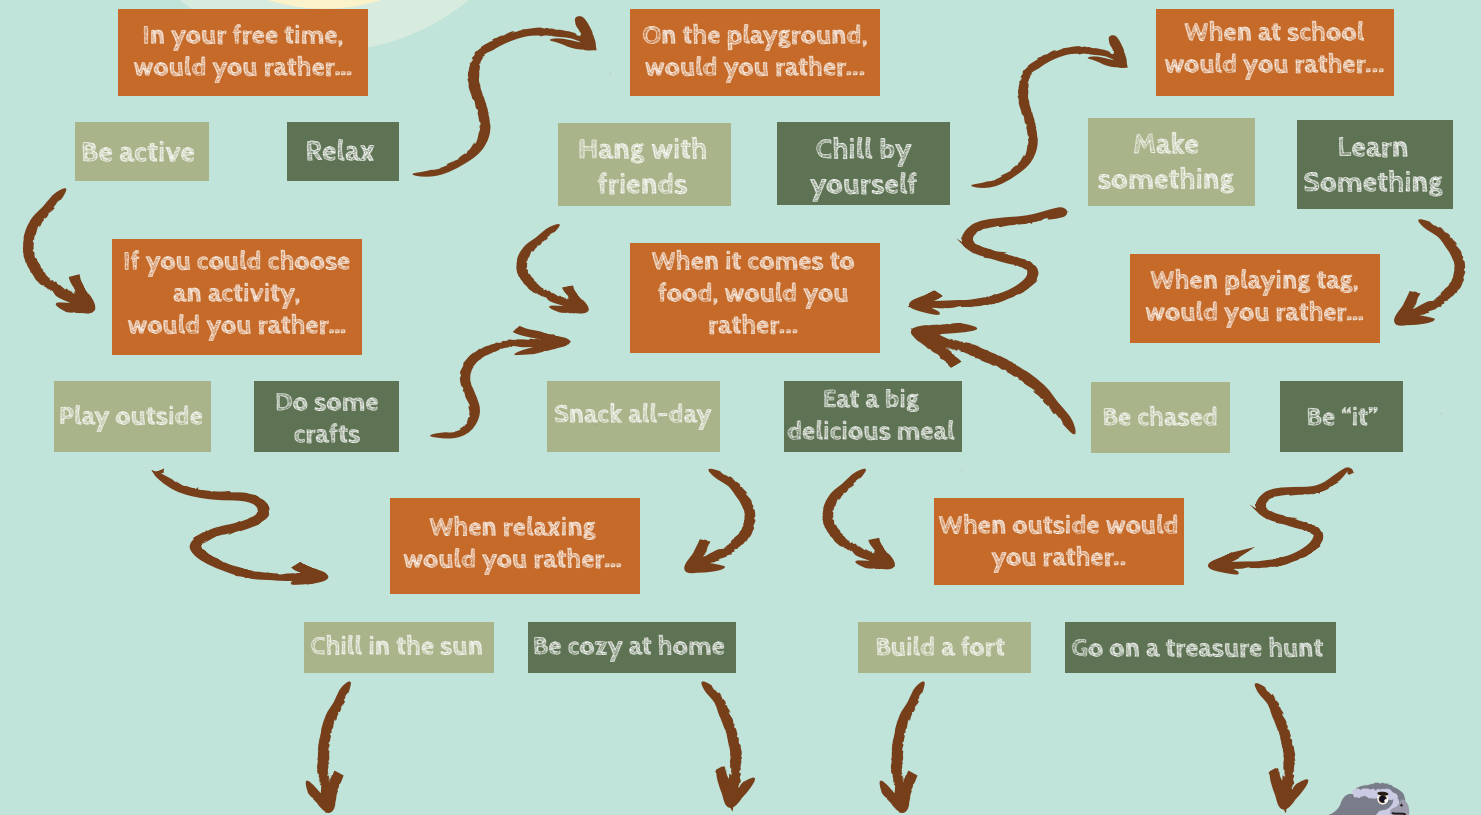 In your free time,
would you rather...
On the playground,
would you rather...
When at school
would you rather...
Be active
Relax
Hang with
friends
Chill by
yourself
Make
something
Learn
Something
If you could choose
an activity,
would you rather...
When it comes to
food, would you
rather...
When playing tag,
would you rather...
Play outside
Do some
crafts
Snack all-day
Eat a big
delicious meal
Be chased
Be “it”
When relaxing
would you rather...
When outside would
you rather..
Chill in the sun
Be cozy at home
Build a fort
Go on a treasure hunt